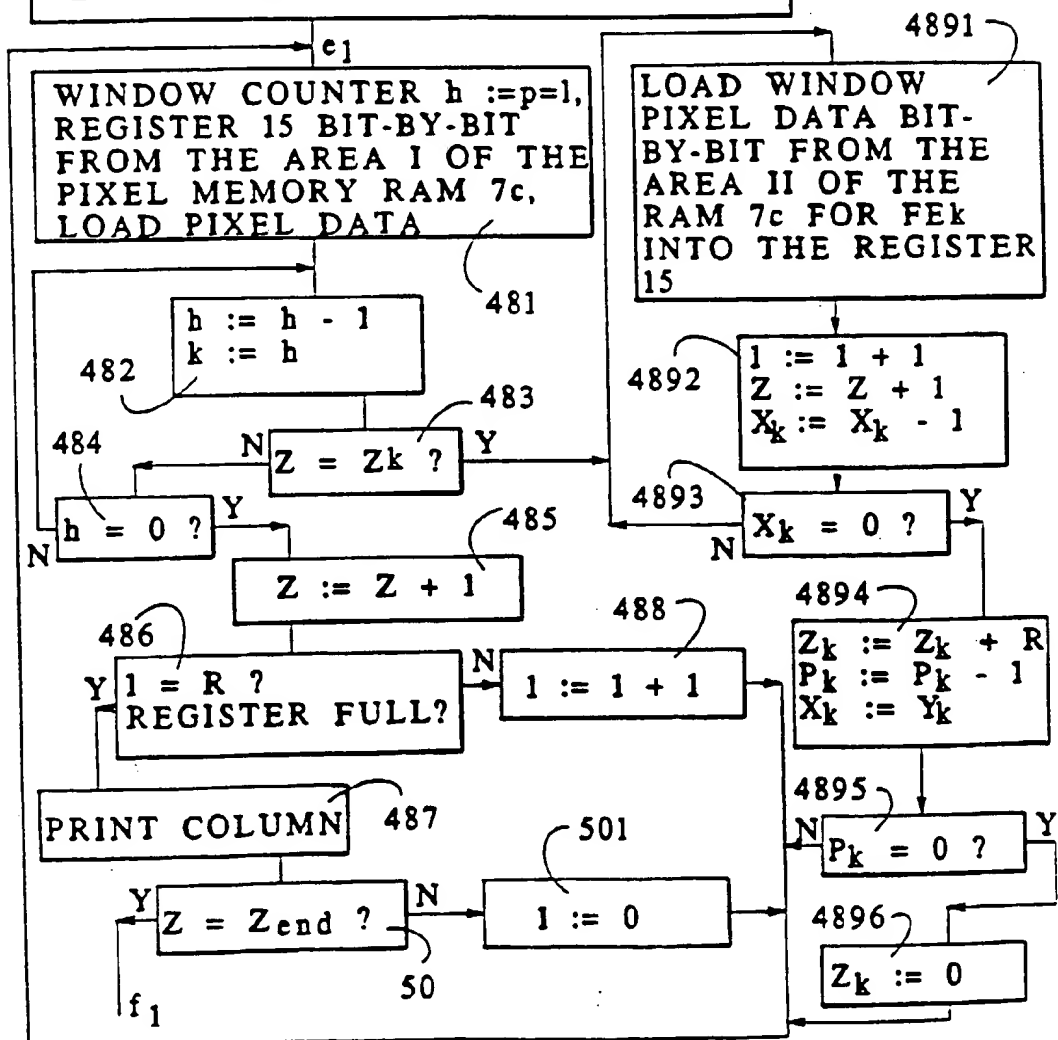 e1
4891
WINDOW COUNTER h :=p=1,
REGISTER 15 BIT-BY-BIT
FROM THE AREA I OF THE
PIXEL MEMORY RAM 7c,
LOAD PIXEL DATA
481
LOAD WINDOW
PIXEL DATA BIT-
BY-BIT FROM THE
AREA II OF THE
RAM 7c FOR FEk
INTO THE REGISTER
15
h := h - 1
k := h
482
4892
1 := 1 + 1
Z := Z + 1
Xk := Xk - 1
483
N
Z = Zk ?
Y
484
h = 0 ?
Y
N
485
Z := Z + 1
4893
Xk = 0 ?
Y
N
486
1 = R ?
REGISTER FULL?
Y
N
488
1 := 1 + 1
4894
Zk := Zk + R
Pk := Pk - 1
Xk := Yk
PRINT COLUMN
487
4895
N
Pk = 0 ?
Y
Y
Z = Zend ?
N
50
501
1 := 0
4896
Zk := 0
f1